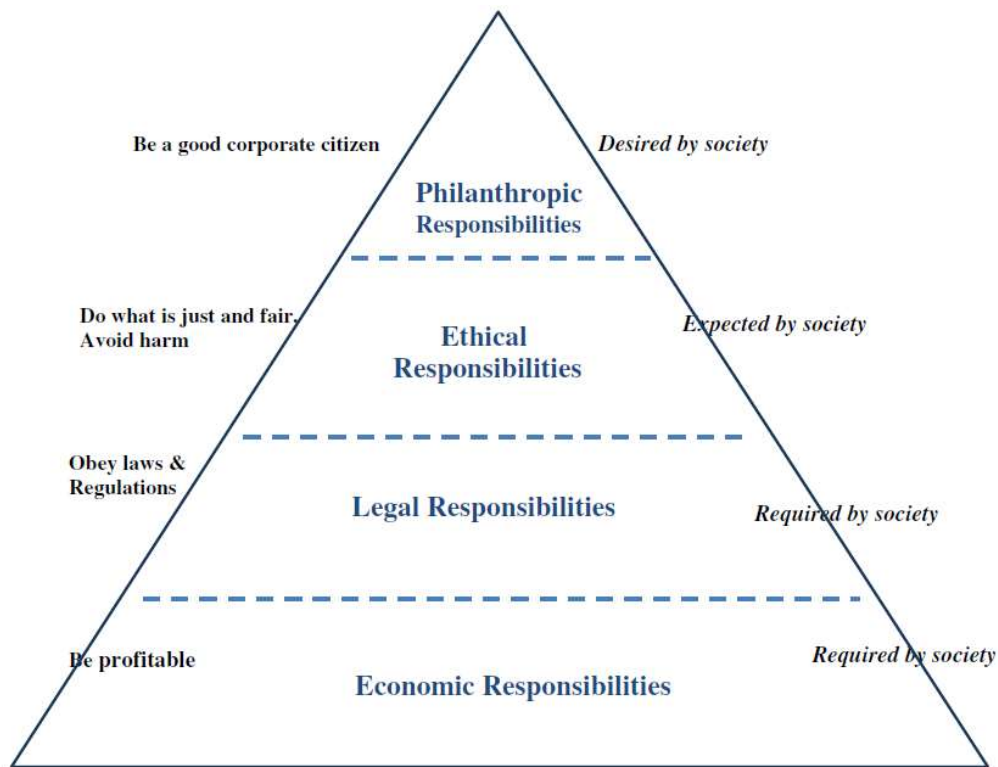 Be a good corporate citizen
Desired by society
Philanthropic
Responsibilities
Do what is just and fair,
Avoid harm
Expected by society
Ethical
Responsibilities
Obey laws &
Regulations
Legal Responsibilities
Required by society
Be profitable
Required by society
Economic Responsibilities